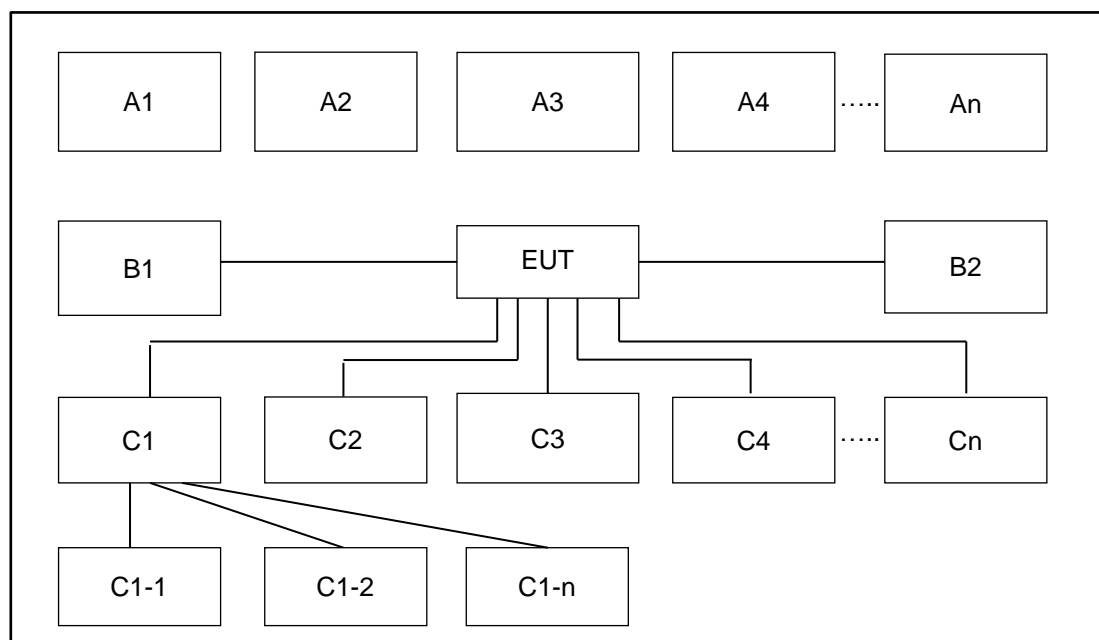 A1 A2 A3 A4 ..... An
B1 EUT B2
C1 C2 C3 C4 ..... Cn
C1-1 C1-2 C1-n